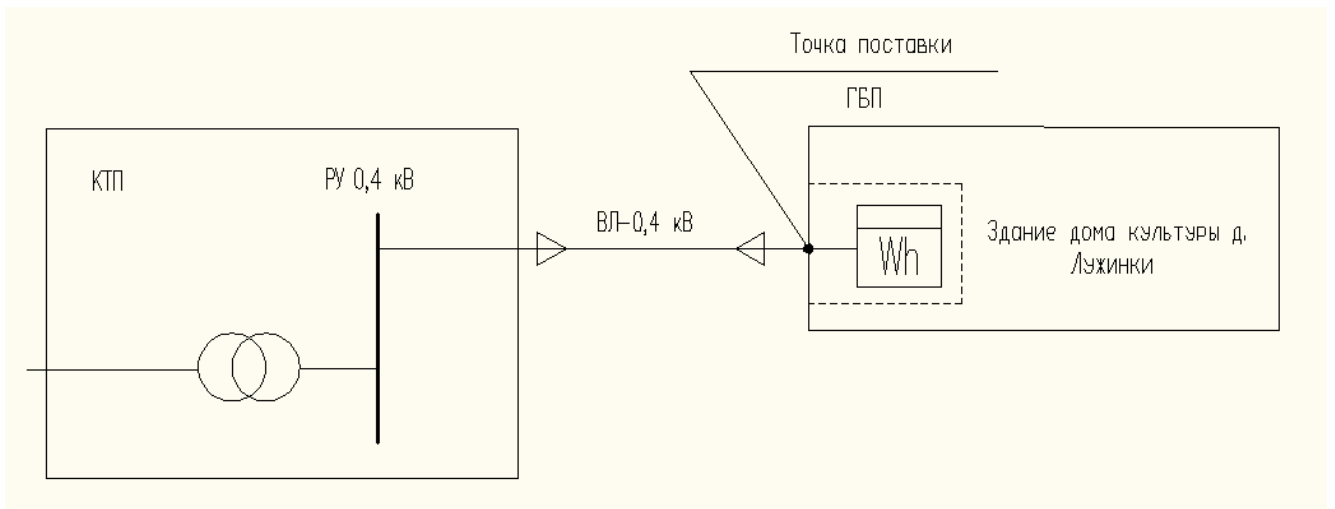 Точка поставки
ГБП
КТП
РУ 0,4 кВ
ВЛ-0,4 кВ
Wh
Здание дома культуры д.
Лужинки